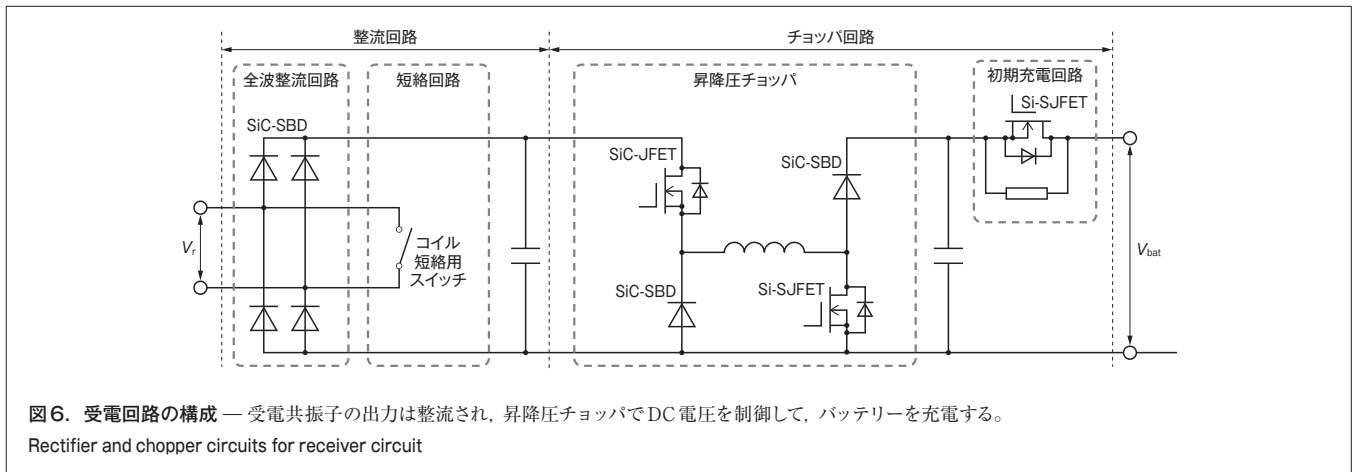 整流回路
チョッパ回路
全波整流回路
短絡回路
昇降圧チョッパ
初期充電回路
Si-SJFET
SiC-SBD
SiC-JFET
SiC-SBD
Vr
コイル
短絡用
スイッチ
Vbat
SiC-SBD
Si-SJFET
図6. 受電回路の構成 — 受電共振子の出力は整流され, 昇降圧チョッパでDC電圧を制御して, バッテリーを充電する。
Rectifier and chopper circuits for receiver circuit